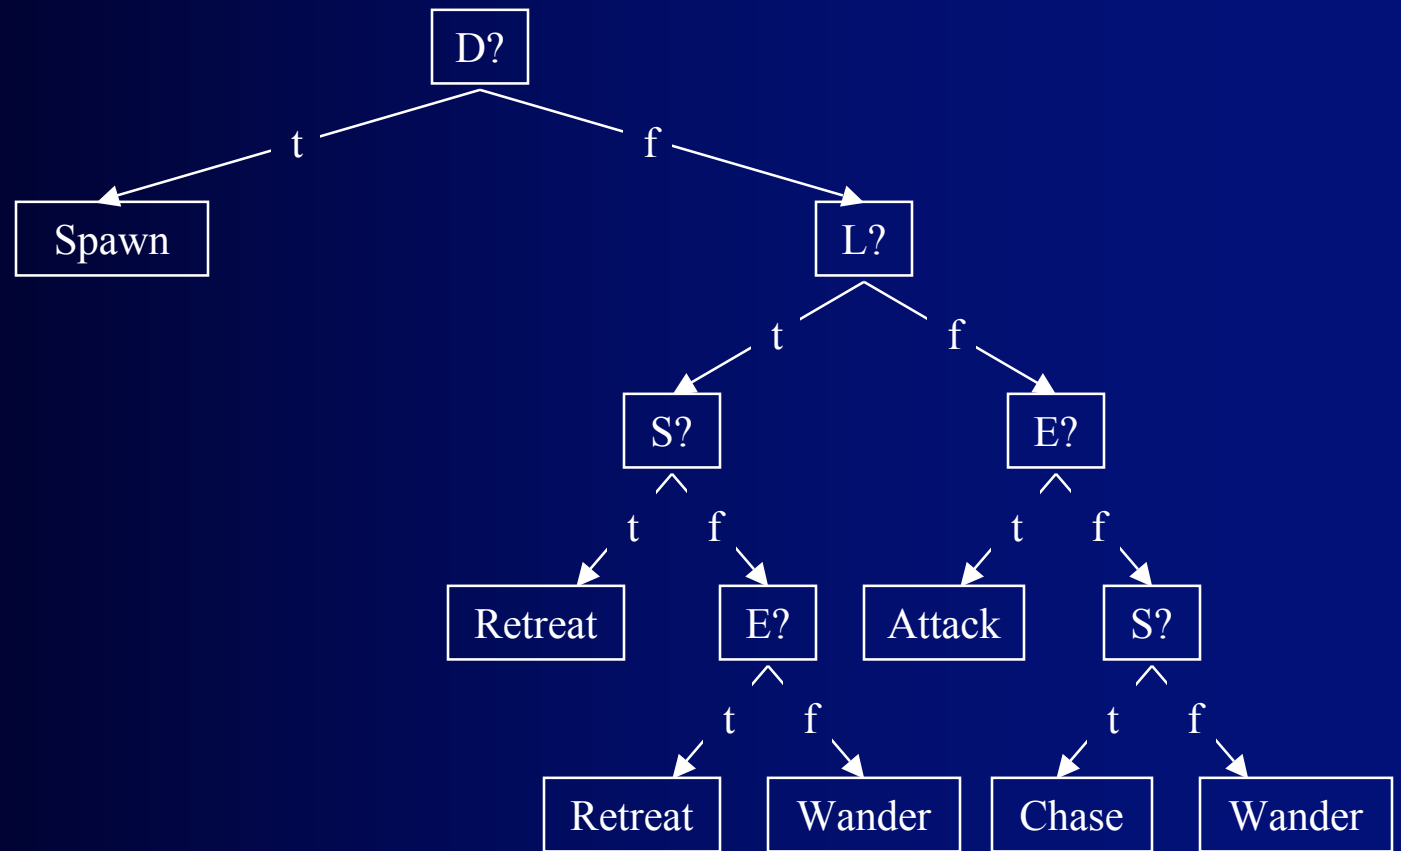 D?
t f
Spawn L?
t f
S? E?
t f t f
Retreat E? Attack S?
t f t f
Retreat Wander Chase Wander